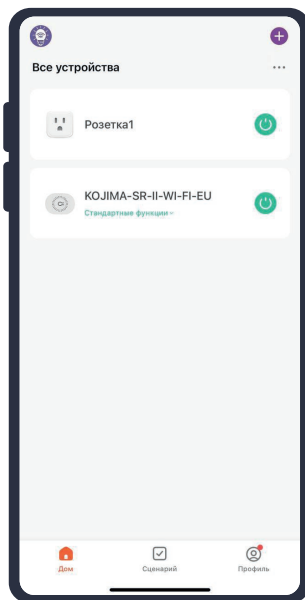 Все устройства
Розетка1
KOJIMA-SR-II-WI-FI-EU
Стандартные функции
Дом
Сценарий
Профиль